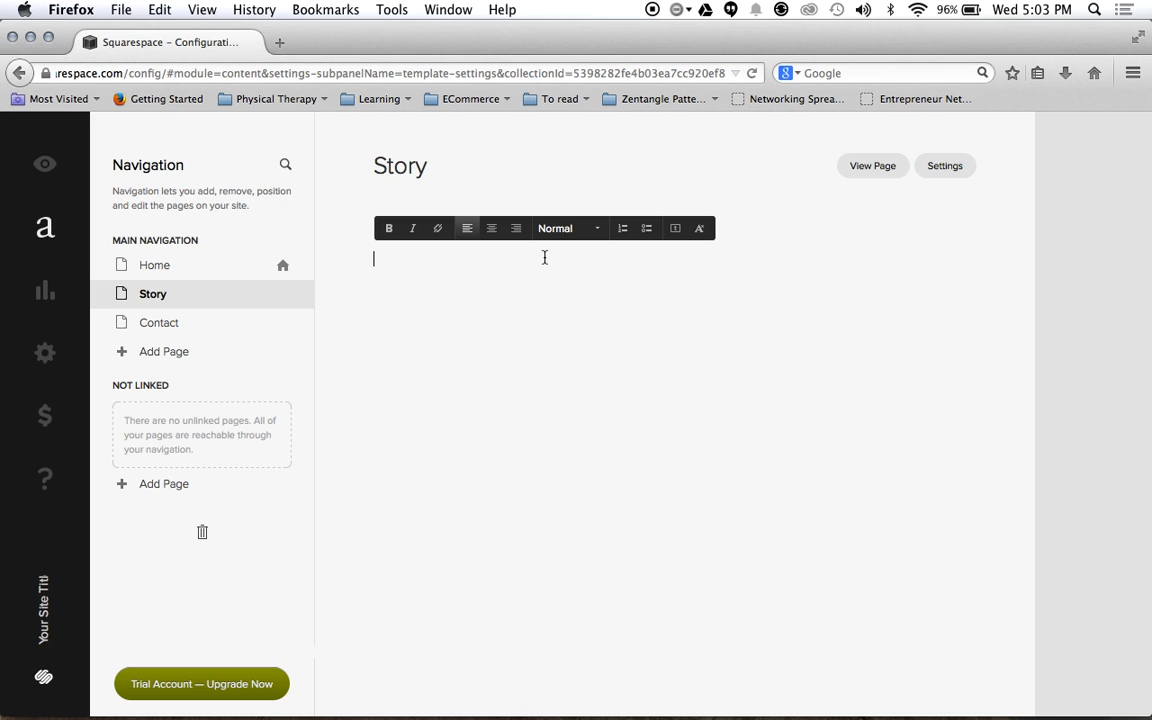 Firefox File Edit View History Bookmarks Tools Window Help 96% Wed 5:03 PM
Squarespace - Configurati...
ırespace.com/config/#module=content&settings-subpanelName=template-settings&collectionId=5398282fe4b03ea7cc920ef8 Google
Most Visited Getting Started Physical Therapy Learning ECommerce To read Zentangle Patte... Networking Sprea... Entrepreneur Net...
Navigation
Navigation lets you add, remove, position
and edit the pages on your site.
MAIN NAVIGATION
Home
Story
Contact
Add Page
NOT LINKED
There are no unlinked pages. All of
your pages are reachable through
your navigation.
Add Page
Trial Account — Upgrade Now
a
$
?
Your Site Titl
Story
View Page Settings
B I Normal